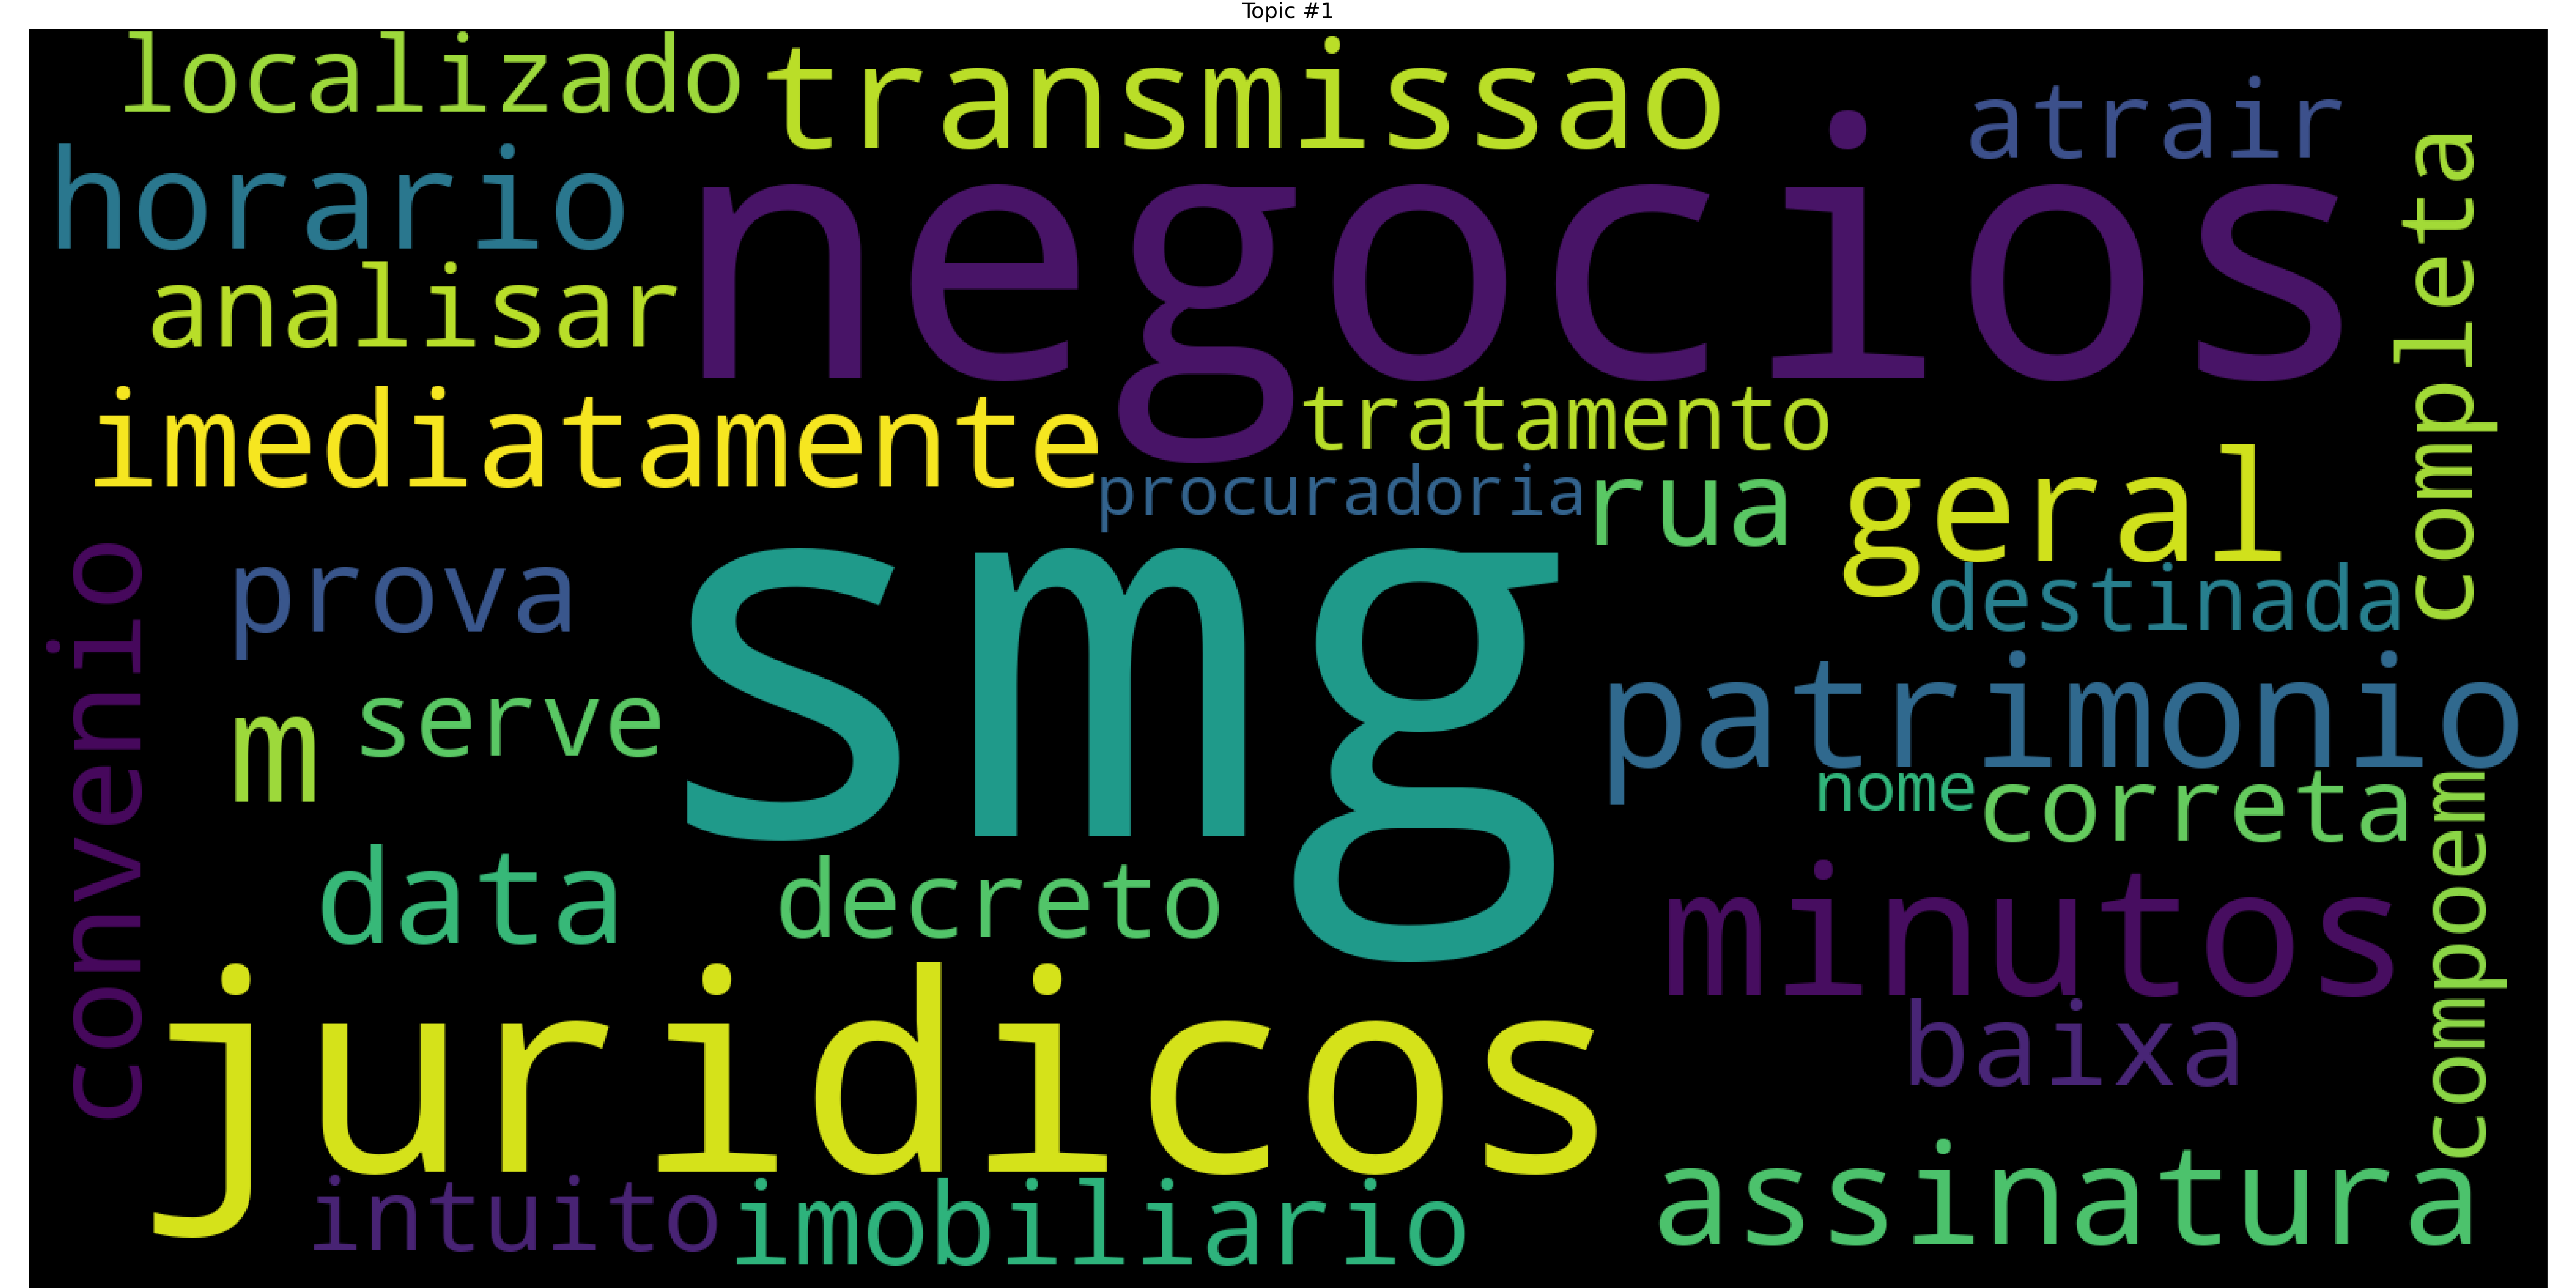 Topic #1
localizado
transmissao
atrair
horario
negocios
completa
analisar
imediatamente
tratamento
procuradoria
rua
geral
convenio
prova
smg
destinada
m
serve
patrimonio
nome
correta
compoem
data
decreto
minutos
juridicos
baixa
assinatura
intuito
imobiliario